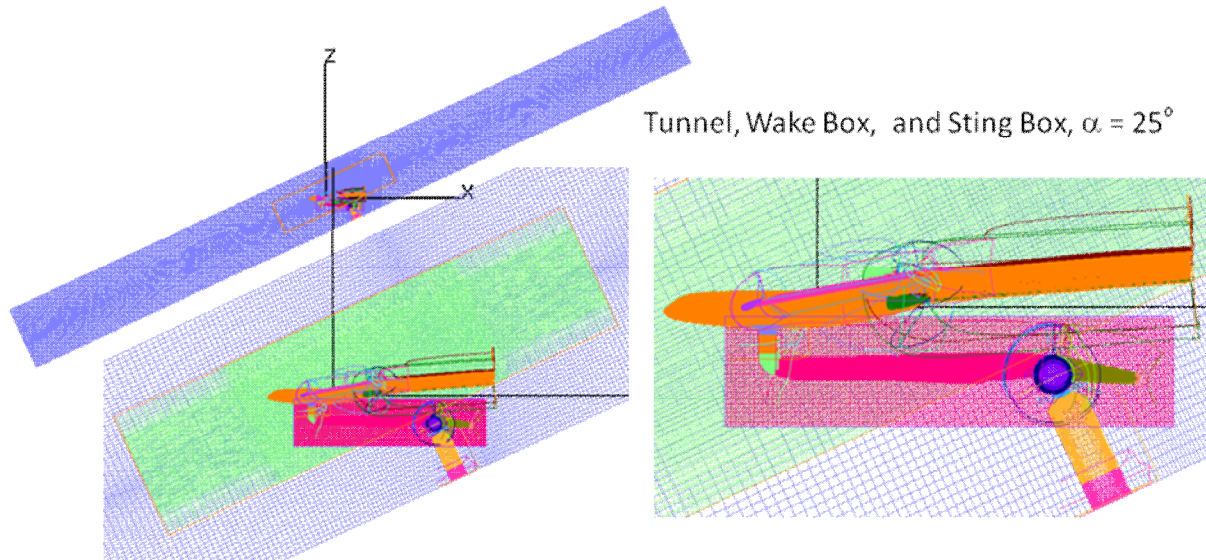 Z
X
Tunnel, Wake Box, and Sting Box, α = 25°